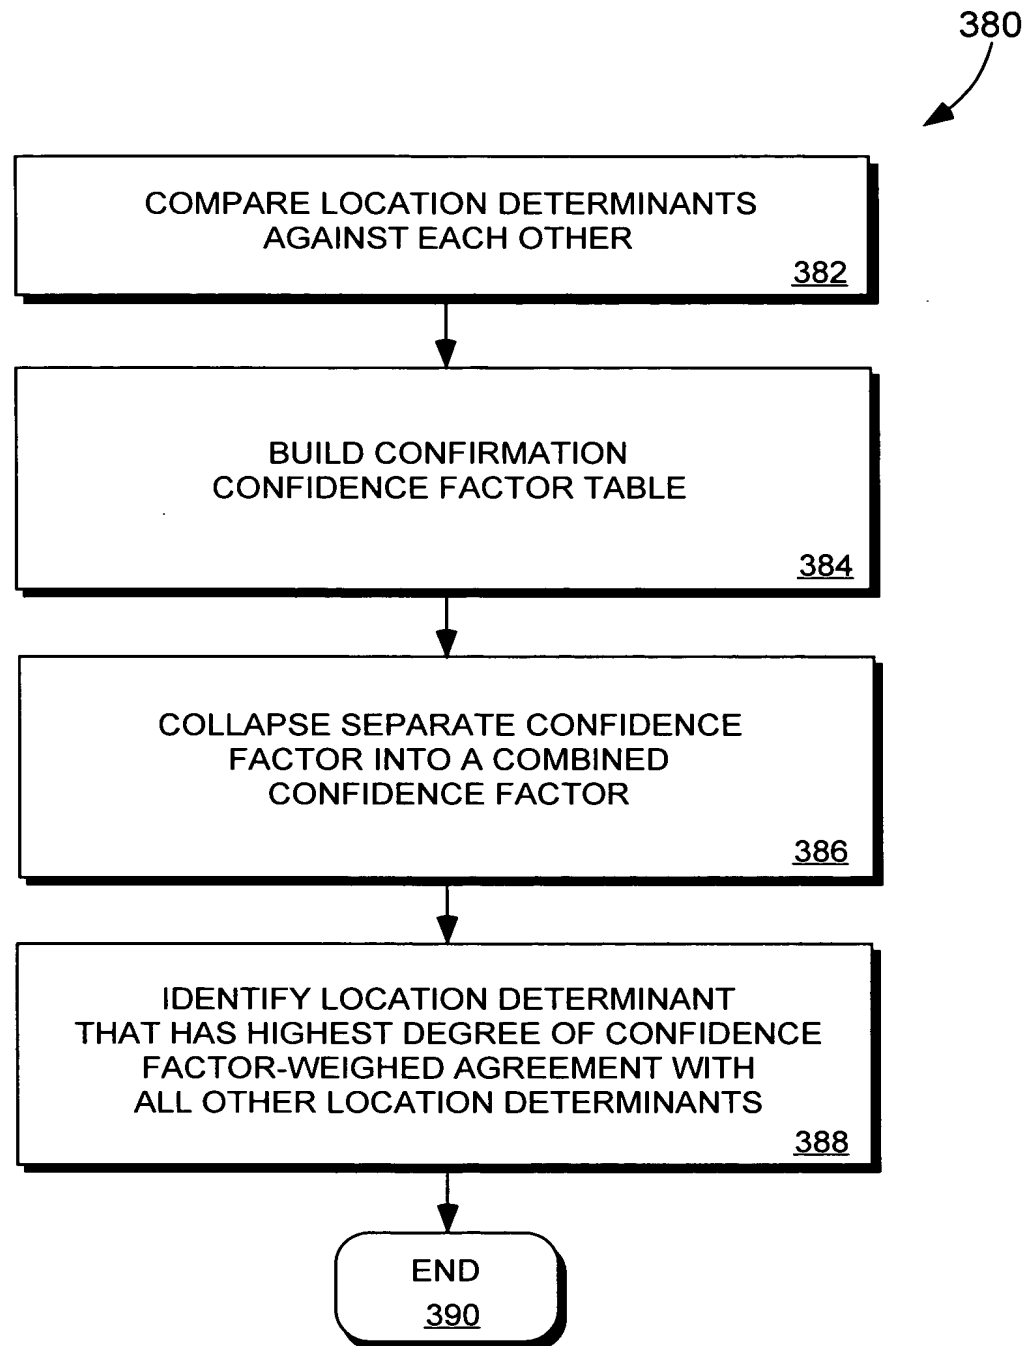 380
COMPARE LOCATION DETERMINANTS
AGAINST EACH OTHER
382
BUILD CONFIRMATION
CONFIDENCE FACTOR TABLE
384
COLLAPSE SEPARATE CONFIDENCE
FACTOR INTO A COMBINED
CONFIDENCE FACTOR
386
IDENTIFY LOCATION DETERMINANT
THAT HAS HIGHEST DEGREE OF CONFIDENCE
FACTOR-WEIGHED AGREEMENT WITH
ALL OTHER LOCATION DETERMINANTS
388
END
390